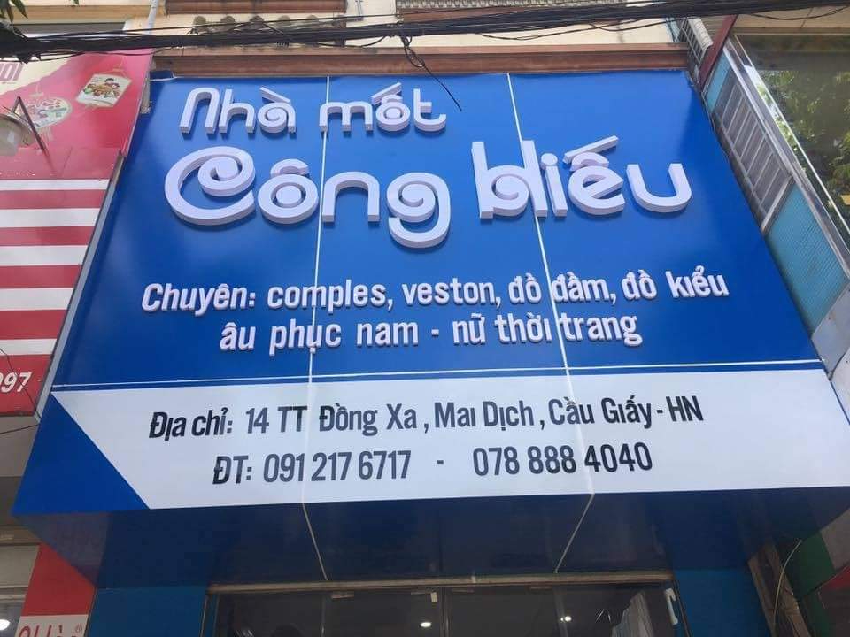 Nhà mốt
Công Hiếu
Chuyên: comples, veston, đồ đầm, đồ kiểu
âu phục nam - nữ thời trang
Địa chỉ: 14 TT Đồng Xa, Mai Dịch, Cầu Giấy - HN
ĐT: 091 217 6717 - 078 888 4040